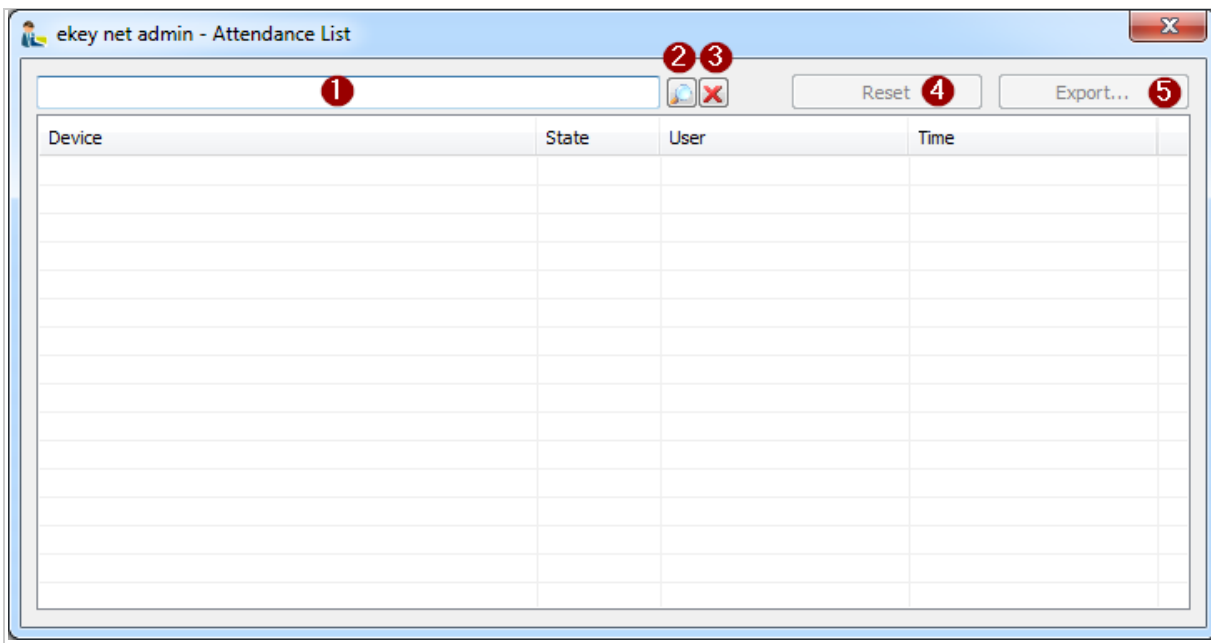 ekey net admin - Attendance List
2 3
1 Reset 4 Export... 5
Device State User Time